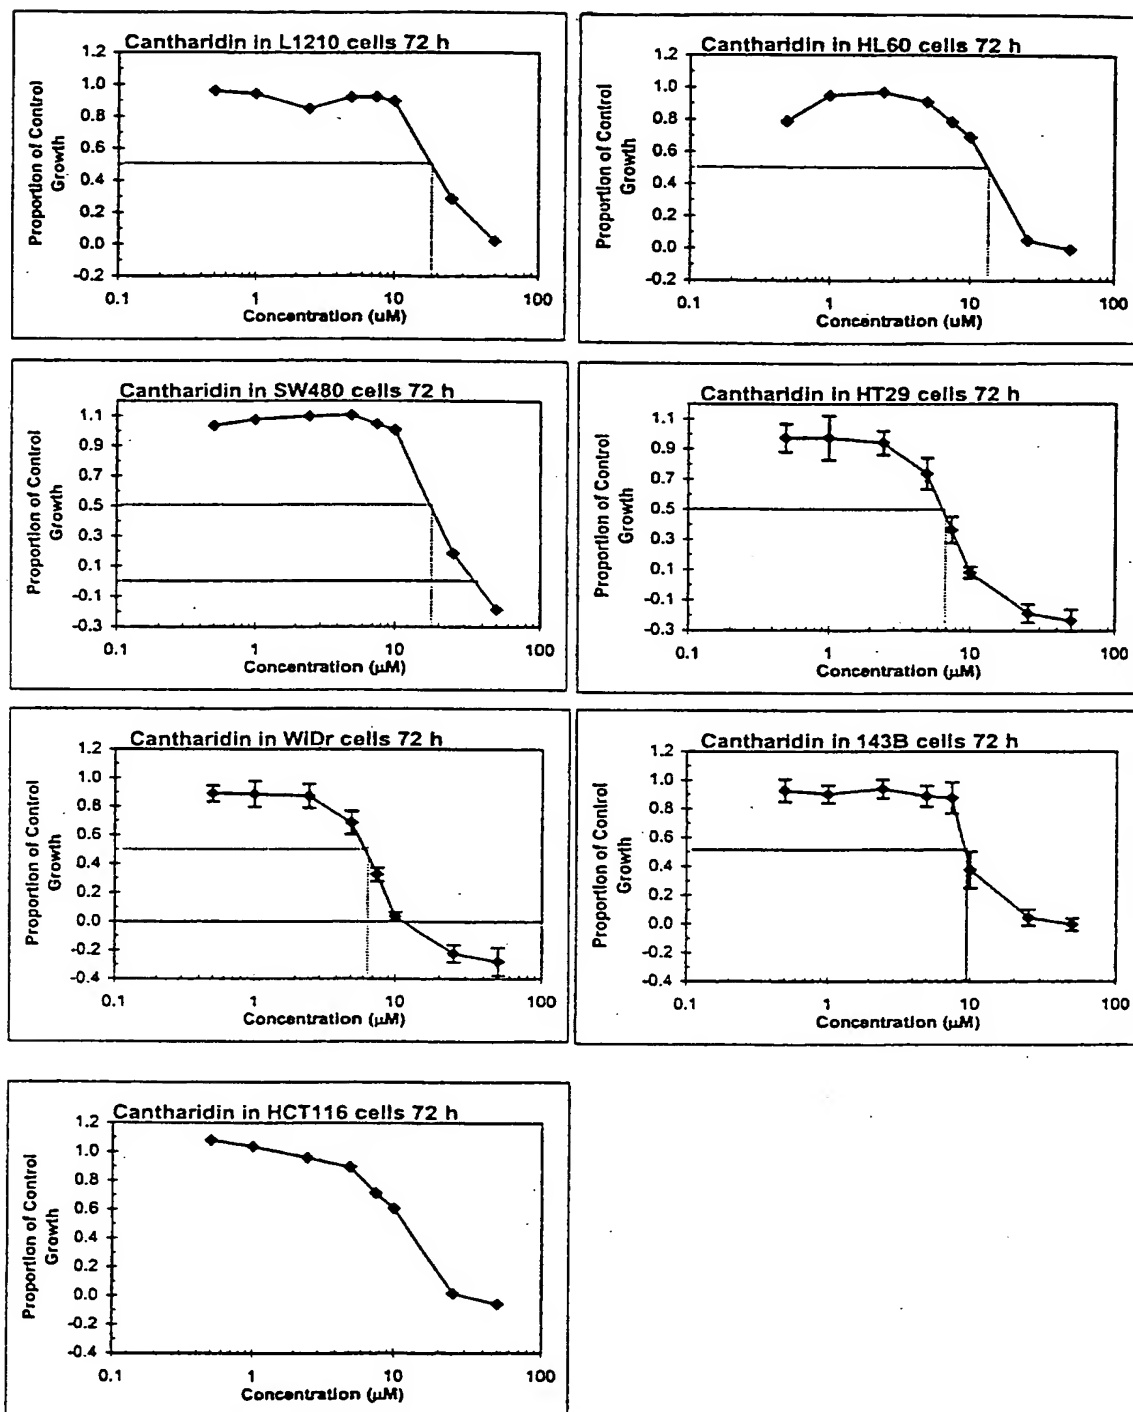 Cantharidin in L1210 cells 72 h
Proportion of Control
Growth
1.2
1.0
0.8
0.6
0.4
0.2
0.0
-0.2
0.1 1 10 100
Concentration (uM)
Cantharidin in HL60 cells 72 h
Proportion of Control
Growth
1.2
1.0
0.8
0.6
0.4
0.2
0.0
-0.2
0.1 1 10 100
Concentration (uM)
Cantharidin in SW480 cells 72 h
Proportion of Control
Growth
1.1
0.9
0.7
0.5
0.3
0.1
-0.1
-0.3
0.1 1 10 100
Concentration (µM)
Cantharidin in HT29 cells 72 h
Proportion of Control
Growth
1.1
0.9
0.7
0.5
0.3
0.1
-0.1
-0.3
0.1 1 10 100
Concentration (µM)
Cantharidin in WiDr cells 72 h
Proportion of Control
Growth
1.2
1.0
0.8
0.6
0.4
0.2
0.0
-0.2
-0.4
0.1 1 10 100
Concentration (µM)
Cantharidin in 143B cells 72 h
Proportion of Control
Growth
1.2
1.0
0.8
0.6
0.4
0.2
0.0
-0.2
-0.4
0.1 1 10 100
Concentration (µM)
Cantharidin in HCT116 cells 72 h
Proportion of Control
Growth
1.2
1.0
0.8
0.6
0.4
0.2
0.0
-0.2
-0.4
0.1 1 10 100
Concentration (µM)